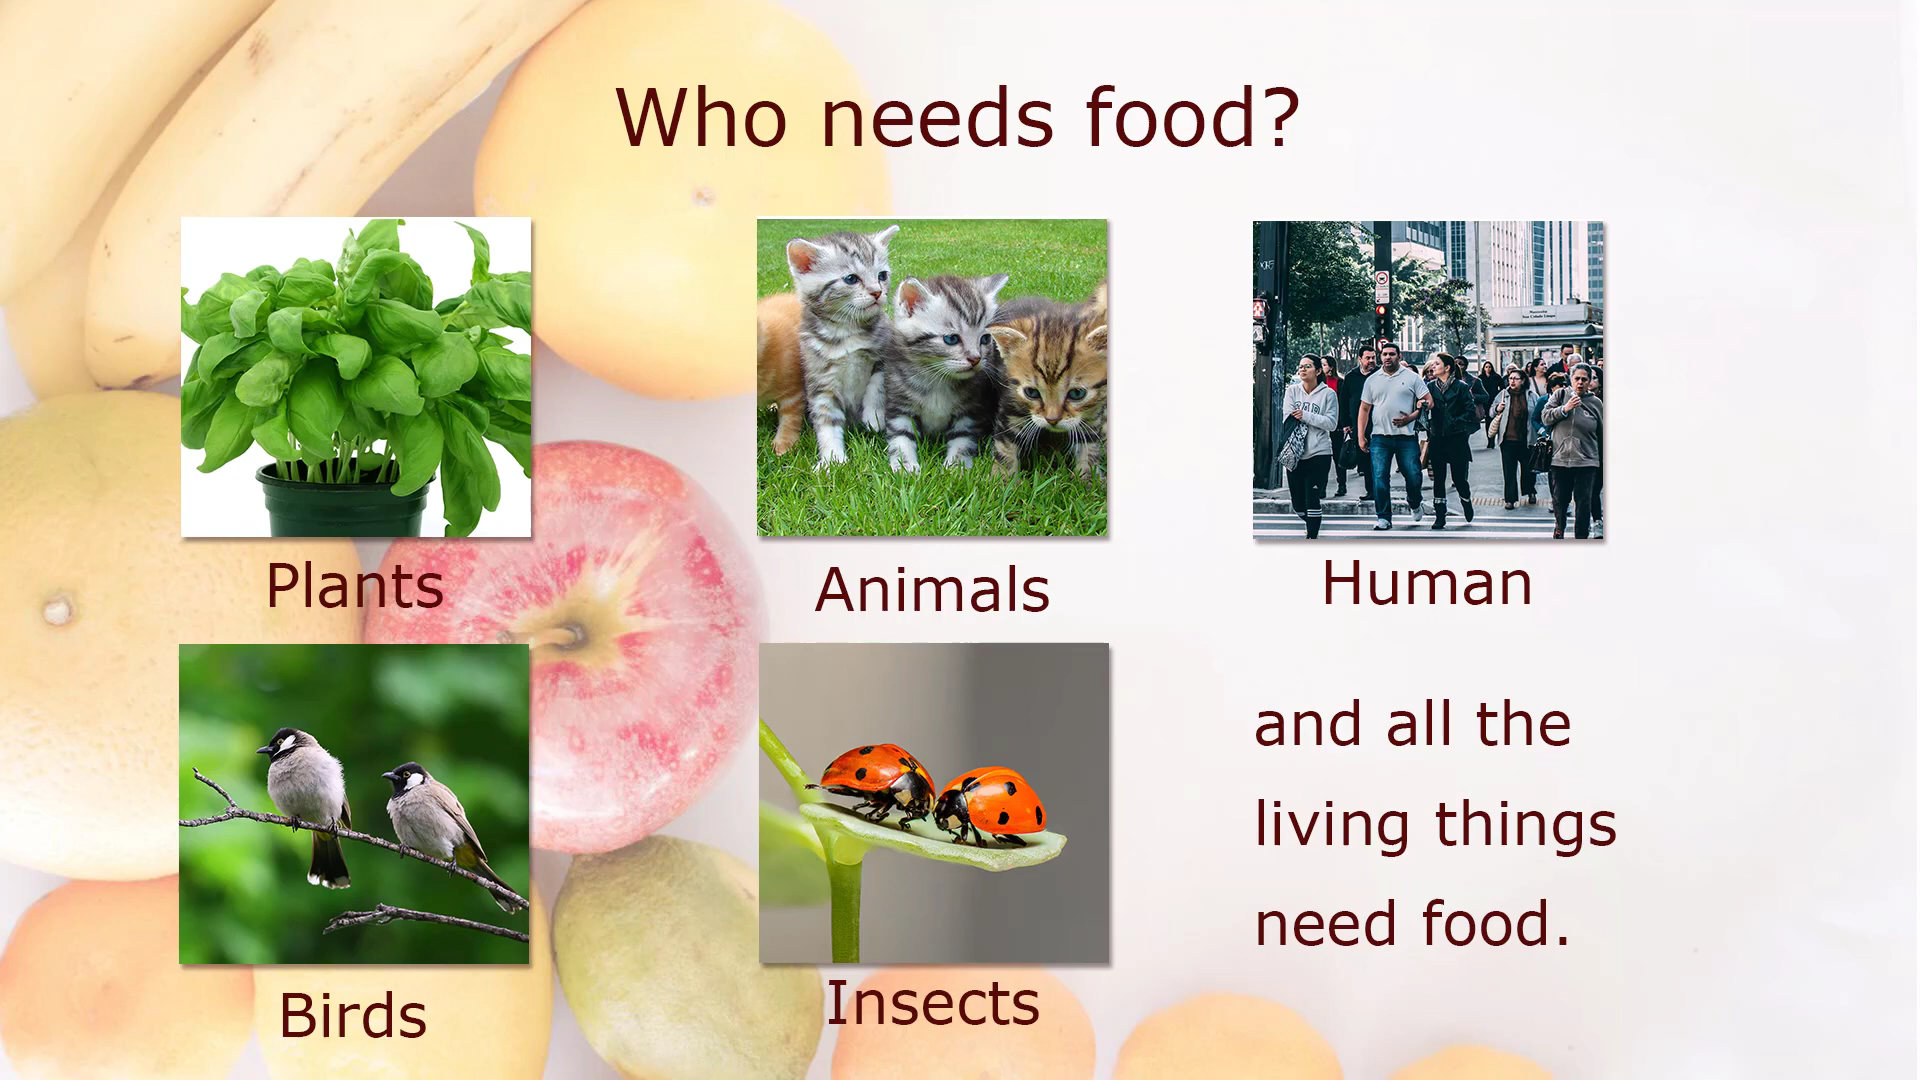 Who needs food?
Plants
Animals
Human
Birds
Insects
and all the
living things
need food.